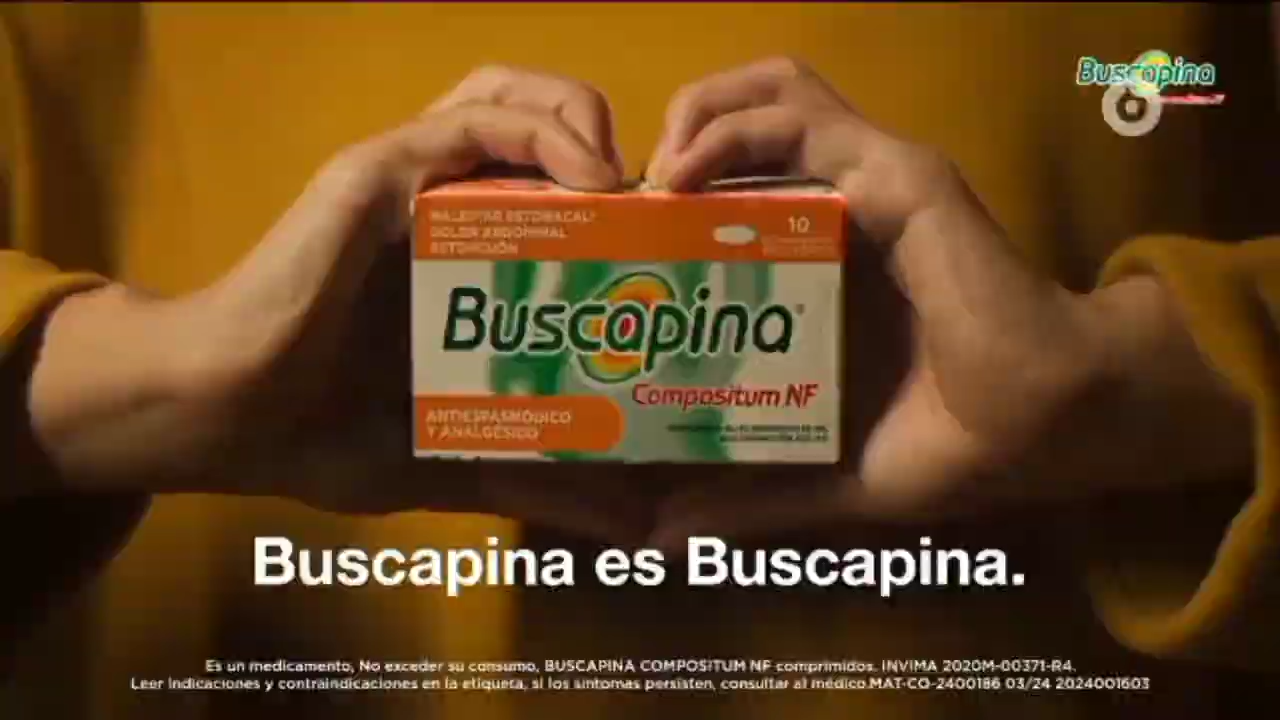 Buscapina
MALESTAR ESTOMACAL
DOLOR ABDOMINAL
RETORCIJÓN
10
Buscapina
Compositum NF
ANTIESPASMÓDICO
Y ANALGÉSICO
Buscapina es Buscapina.
Es un medicamento, No exceder su consumo, BUSCAPINA COMPOSITUM NF comprimidos. INVIMA 2020M-00371-R4.
Leer indicaciones y contraindicaciones en la etiqueta, si los síntomas persisten, consultar al médico.MAT-CO-2400186 03/24 2024001603